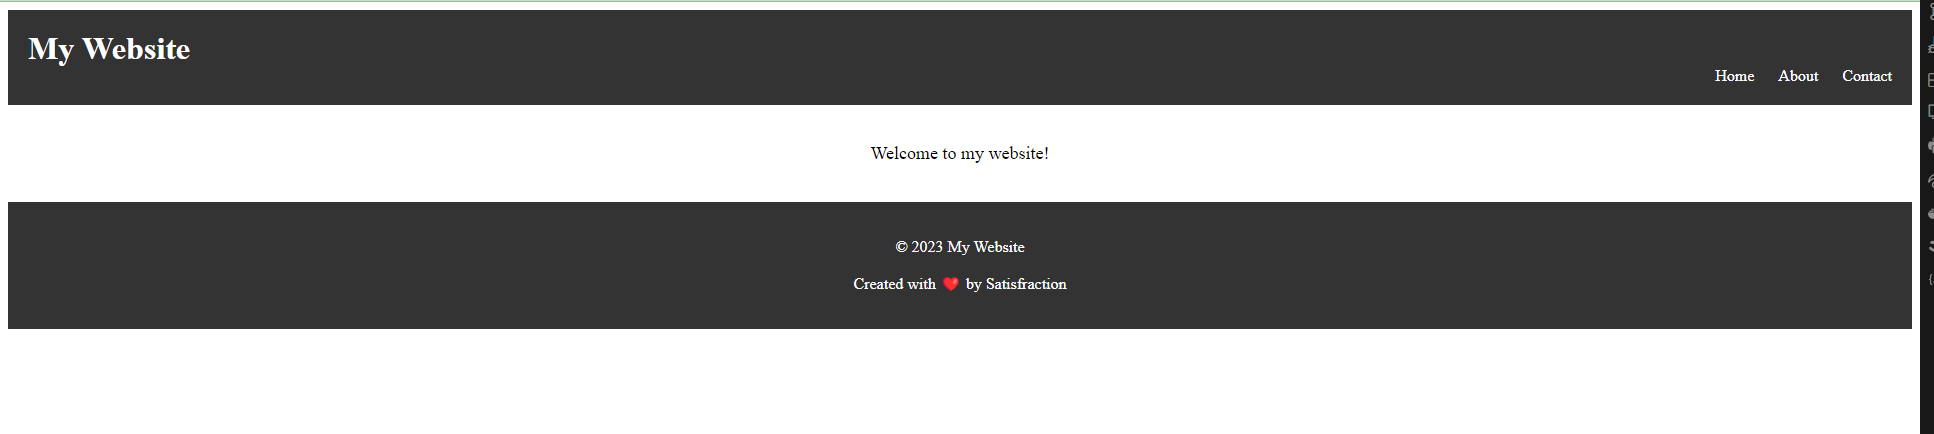 My Website
Home About Contact
Welcome to my website!
© 2023 My Website
Created with ❤️ by Satisfraction